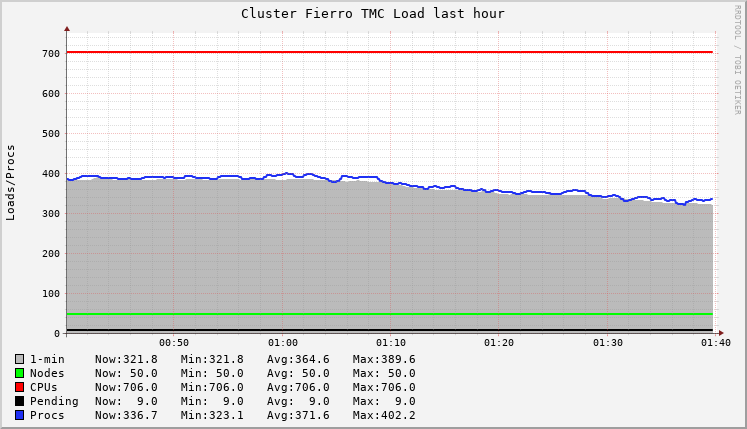 Cluster Fierro TMC Load last hour
RRDTOOL / TOBI OETIKER
Loads/Procs
700
600
500
400
300
200
100
0
00:50 01:00 01:10 01:20 01:30 01:40
1-min Now:321.8 Min:321.8 Avg:364.6 Max:389.6
Nodes Now: 50.0 Min: 50.0 Avg: 50.0 Max: 50.0
CPUs Now:706.0 Min:706.0 Avg:706.0 Max:706.0
Pending Now: 9.0 Min: 9.0 Avg: 9.0 Max: 9.0
Procs Now:336.7 Min:323.1 Avg:371.6 Max:402.2